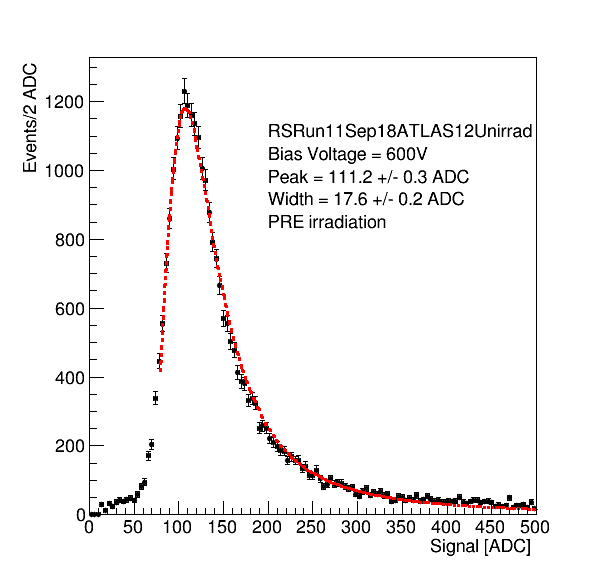 Events/2 ADC
1200
1000
800
600
400
200
0
RSRun11Sep18ATLAS12Unirrad
Bias Voltage = 600V
Peak = 111.2 +/- 0.3 ADC
Width = 17.6 +/- 0.2 ADC
PRE irradiation
0 50 100 150 200 250 300 350 400 450 500
Signal [ADC]